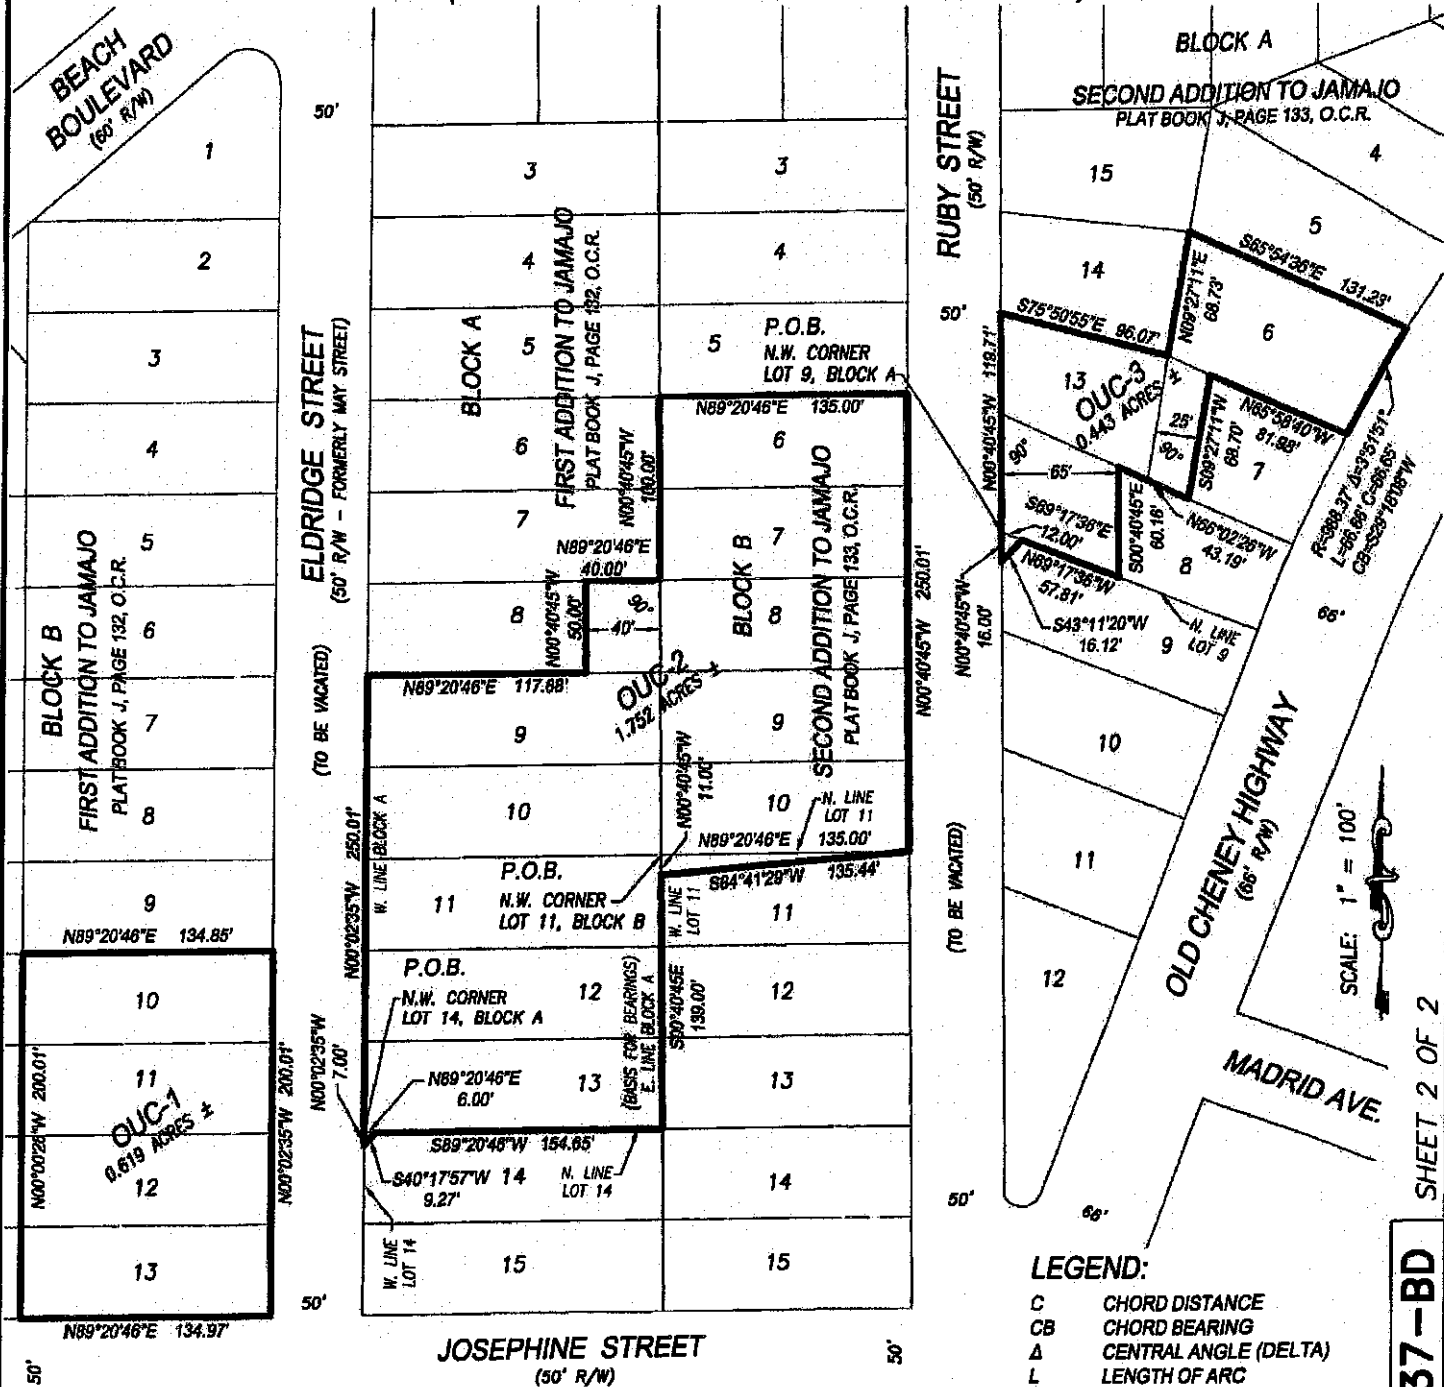 BEACH
BOULEVARD
(60' R/W)
1
2
3
4
5
6
7
8
9
BLOCK B
FIRST ADDITION TO JAMAJO
PLAT BOOK J, PAGE 132, O.C.R.
N89°20'46"E 134.85'
10
11
12
13
OUC-1
0.619 ACRES ±
N00°00'26"W 200.01'
N00°02'35"W 200.01'
N89°20'46"E 134.97'
50'
50'
ELDRIDGE STREET
(50' R/W - FORMERLY MAY STREET)
(TO BE VACATED)
50'
3
4
5
6
7
8
9
10
11
12
13
14
15
BLOCK A
FIRST ADDITION TO JAMAJO
PLAT BOOK J, PAGE 132, O.C.R.
N00°40'45"W
100.00'
N89°20'46"E
40.00'
N00°40'45"W
50.00'
90°
40'
N89°20'46"E 117.68'
OUC-2
1.752 ACRES ±
N00°02'35"W 250.01'
W. LINE BLOCK A
P.O.B.
N.W. CORNER
LOT 11, BLOCK B
P.O.B.
N.W. CORNER
LOT 14, BLOCK A
N00°02'35"W
7.00'
N89°20'46"E
6.00'
S89°20'46"W 154.65'
S40°17'57"W
9.27'
N. LINE
LOT 14
W. LINE
LOT 14
(BASIS FOR BEARINGS)
E. LINE BLOCK A
S00°40'45E
139.00'
W. LINE
LOT 11
3
4
5
6
7
8
9
10
11
12
13
14
15
P.O.B.
N.W. CORNER
LOT 9, BLOCK A
N89°20'46"E 135.00'
BLOCK B
SECOND ADDITION TO JAMAJO
PLAT BOOK J, PAGE 133, O.C.R.
N00°40'45"W
11.00'
N. LINE
LOT 11
N89°20'46"E 135.00'
S84°41'29"W 135.44'
N00°40'45"W 250.01'
JOSEPHINE STREET
(50' R/W)
50'
RUBY STREET
(50' R/W)
50'
(TO BE VACATED)
50'
BLOCK A
SECOND ADDITION TO JAMAJO
PLAT BOOK J, PAGE 133, O.C.R.
4
5
6
7
8
9
10
11
12
13
14
15
S65°54'36"E 131.23'
N09°27'11"E
68.73'
S75°50'55"E 96.07'
N00°40'45"W 119.71'
OUC-3
0.443 ACRES ±
25'
90°
S09°27'11"W
68.70'
N65°58'40"W
81.98'
R=988.37' Δ=3°51'51"
L=66.66' C=66.65'
CB=S29°18'08"W
90°
65'
S69°17'36"E
12.00'
S00°40'45"E
60.16'
N66°02'26"W
43.19'
N69°17'36"W
57.81'
S43°11'20"W
16.12'
N. LINE
LOT 9
N00°40'45"W
16.00'
66'
OLD CHENEY HIGHWAY
(66' R/W)
66'
MADRID AVE.
SCALE: 1" = 100'
SHEET 2 OF 2
37-BD
LEGEND:
C CHORD DISTANCE
CB CHORD BEARING
Δ CENTRAL ANGLE (DELTA)
L LENGTH OF ARC